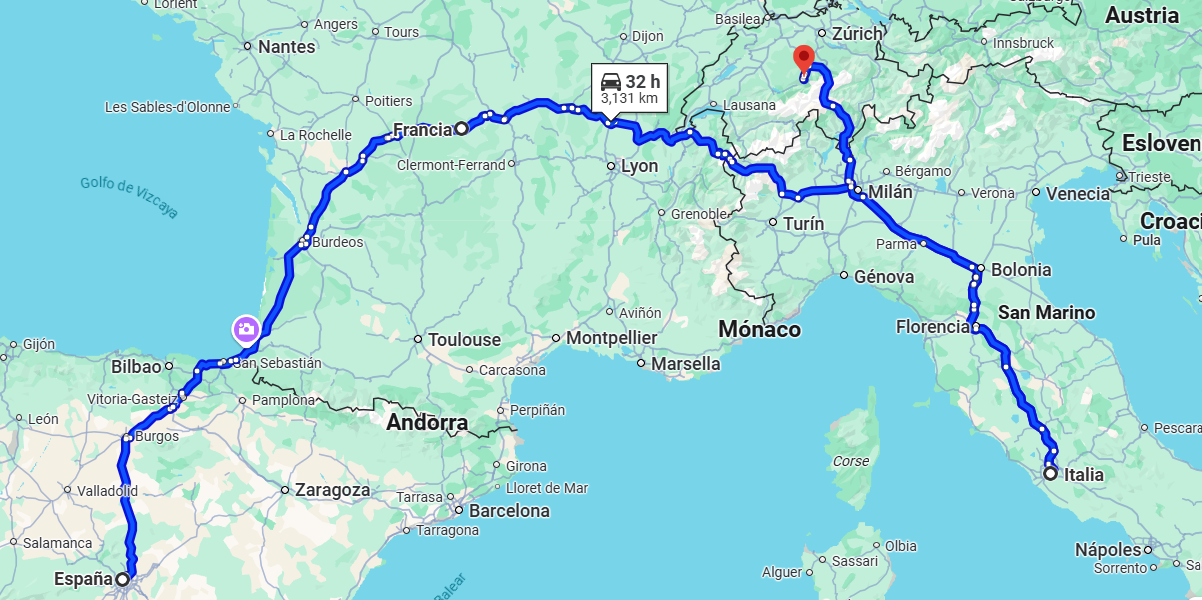 Lorient
Angers
Tours
Nantes
Dijon
Basilea
Zúrich
Austria
Innsbruck
32 h
3,131 km
Les Sables-d'Olonne
Poitiers
Lausana
La Rochelle
Francia
Clermont-Ferrand
Lyon
Esloven
Golfo de Vizcaya
Grenoble
Bérgamo
Trieste
Milán
Verona
Venecia
Turín
Croaci
Burdeos
Parma
Pula
Génova
Bolonia
Aviñón
San Marino
Mónaco
Florencia
Gijón
Toulouse
Montpellier
Bilbao
San Sebastián
Carcasona
Marsella
Vitoria-Gasteiz
Pamplona
Perpiñán
León
Andorra
Pescara
Burgos
Corse
Girona
Italia
Valladolid
Zaragoza
Lloret de Mar
Tarrasa
Barcelona
Tarragona
Salamanca
Olbia
Nápoles
Sassari
Sorrento
España
Alguer
Balear